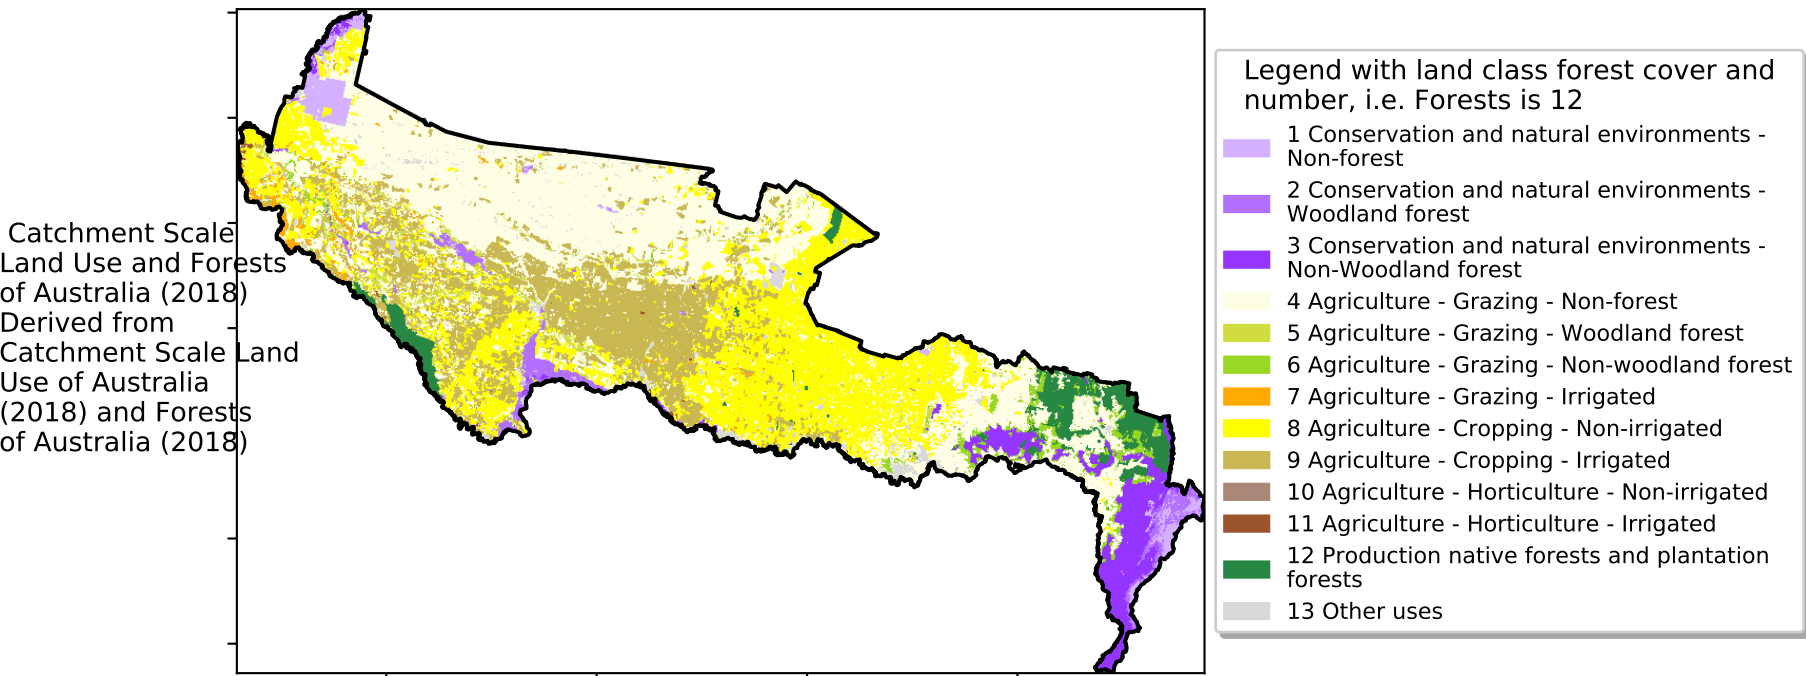 Catchment Scale
Land Use and Forests
of Australia (2018)
Derived from
Catchment Scale Land
Use of Australia
(2018) and Forests
of Australia (2018)
Legend with land class forest cover and
number, i.e. Forests is 12
1 Conservation and natural environments -
Non-forest
2 Conservation and natural environments -
Woodland forest
3 Conservation and natural environments -
Non-Woodland forest
4 Agriculture - Grazing - Non-forest
5 Agriculture - Grazing - Woodland forest
6 Agriculture - Grazing - Non-woodland forest
7 Agriculture - Grazing - Irrigated
8 Agriculture - Cropping - Non-irrigated
9 Agriculture - Cropping - Irrigated
10 Agriculture - Horticulture - Non-irrigated
11 Agriculture - Horticulture - Irrigated
12 Production native forests and plantation
forests
13 Other uses